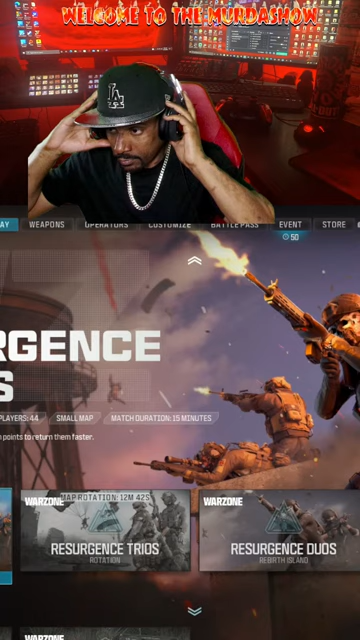 WELCOME TO THE MURDASHOW
LA
AY WEAPONS OPERATORS CUSTOMIZE BATTLE PASS EVENT STORE
50
RGENCE
S
PLAYERS: 44 SMALL MAP MATCH DURATION: 15 MINUTES
n points to return them faster.
WARZONE MAP ROTATION: 12M 42S
RESURGENCE TRIOS
ROTATION
WARZONE
RESURGENCE DUOS
REBIRTH ISLAND
WARZONE